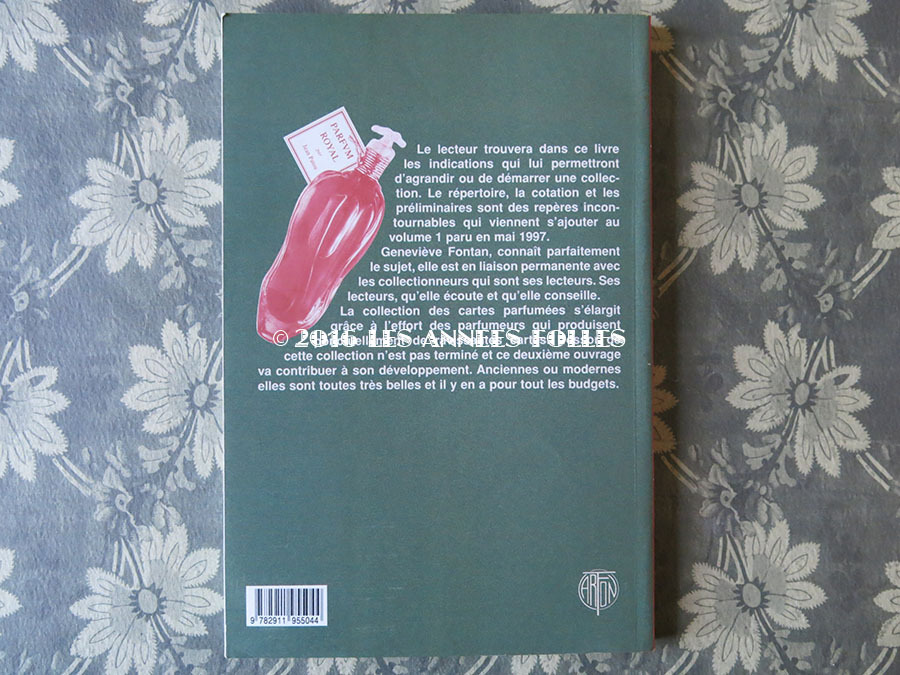 PARFVM
ROYAL
par
Le lecteur trouvera dans ce livre
les indications qui lui permettront
d'agrandir ou de démarrer une collec-
tion. Le répertoire, la cotation et les
préliminaires sont des repères incon-
tournables qui viennent s'ajouter au
volume 1 paru en mai 1997.
Geneviève Fontan, connaît parfaitement
le sujet, elle est en liaison permanente avec
les collectionneurs qui sont ses lecteurs. Ses
lecteurs, qu'elle écoute et qu'elle conseille.
La collection des cartes parfumées s'élargit
grâce à l'effort des parfumeurs qui produisent
© 2016 LES ANNEES FOLLES
cette collection n'est pas terminé et ce deuxième ouvrage
va contribuer à son développement. Anciennes ou modernes
elles sont toutes très belles et il y en a pour tout les budgets.
9 782911 955044
ARFON